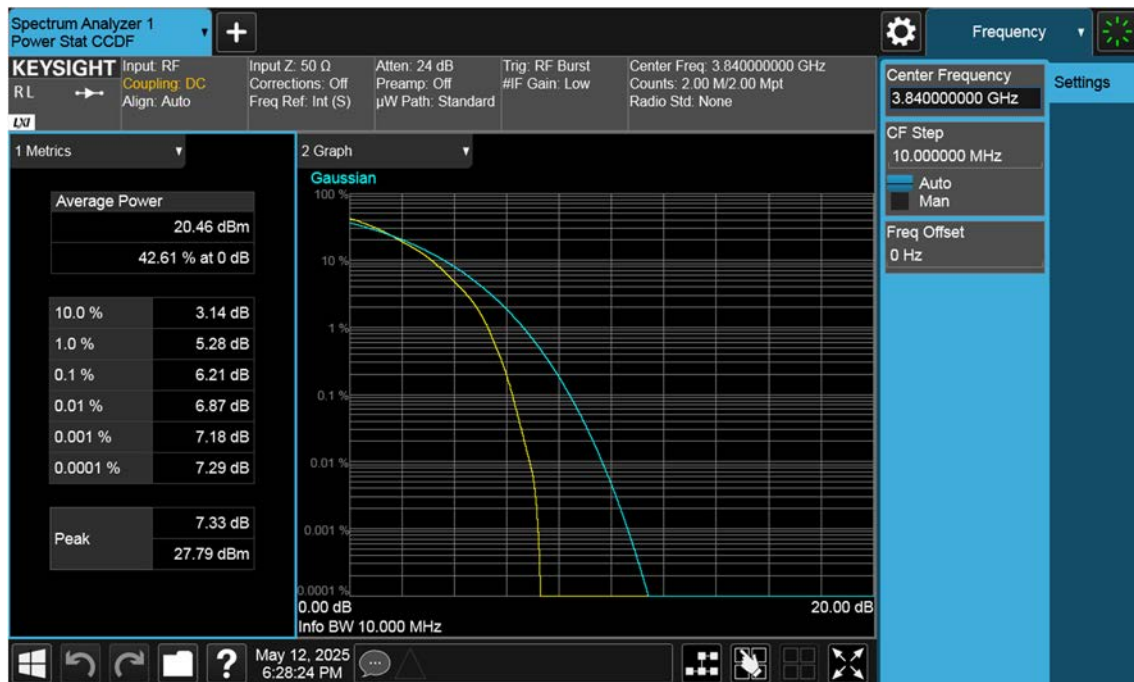 Spectrum Analyzer 1
Power Stat CCDF
Frequency
KEYSIGHT
R L
LXI
Input: RF
Coupling: DC
Align: Auto
Input Z: 50 Ω
Corrections: Off
Freq Ref: Int (S)
Atten: 24 dB
Preamp: Off
µW Path: Standard
Trig: RF Burst
#IF Gain: Low
Center Freq: 3.840000000 GHz
Counts: 2.00 M/2.00 Mpt
Radio Std: None
Center Frequency
3.840000000 GHz
Settings
CF Step
10.000000 MHz
Auto
Man
Freq Offset
0 Hz
1 Metrics
Average Power
20.46 dBm
42.61 % at 0 dB
10.0 % 3.14 dB
1.0 % 5.28 dB
0.1 % 6.21 dB
0.01 % 6.87 dB
0.001 % 7.18 dB
0.0001 % 7.29 dB
Peak
7.33 dB
27.79 dBm
2 Graph
Gaussian
100 %
10 %
1 %
0.1 %
0.01 %
0.001 %
0.0001 %
0.00 dB
20.00 dB
Info BW 10.000 MHz
?
May 12, 2025
6:28:24 PM